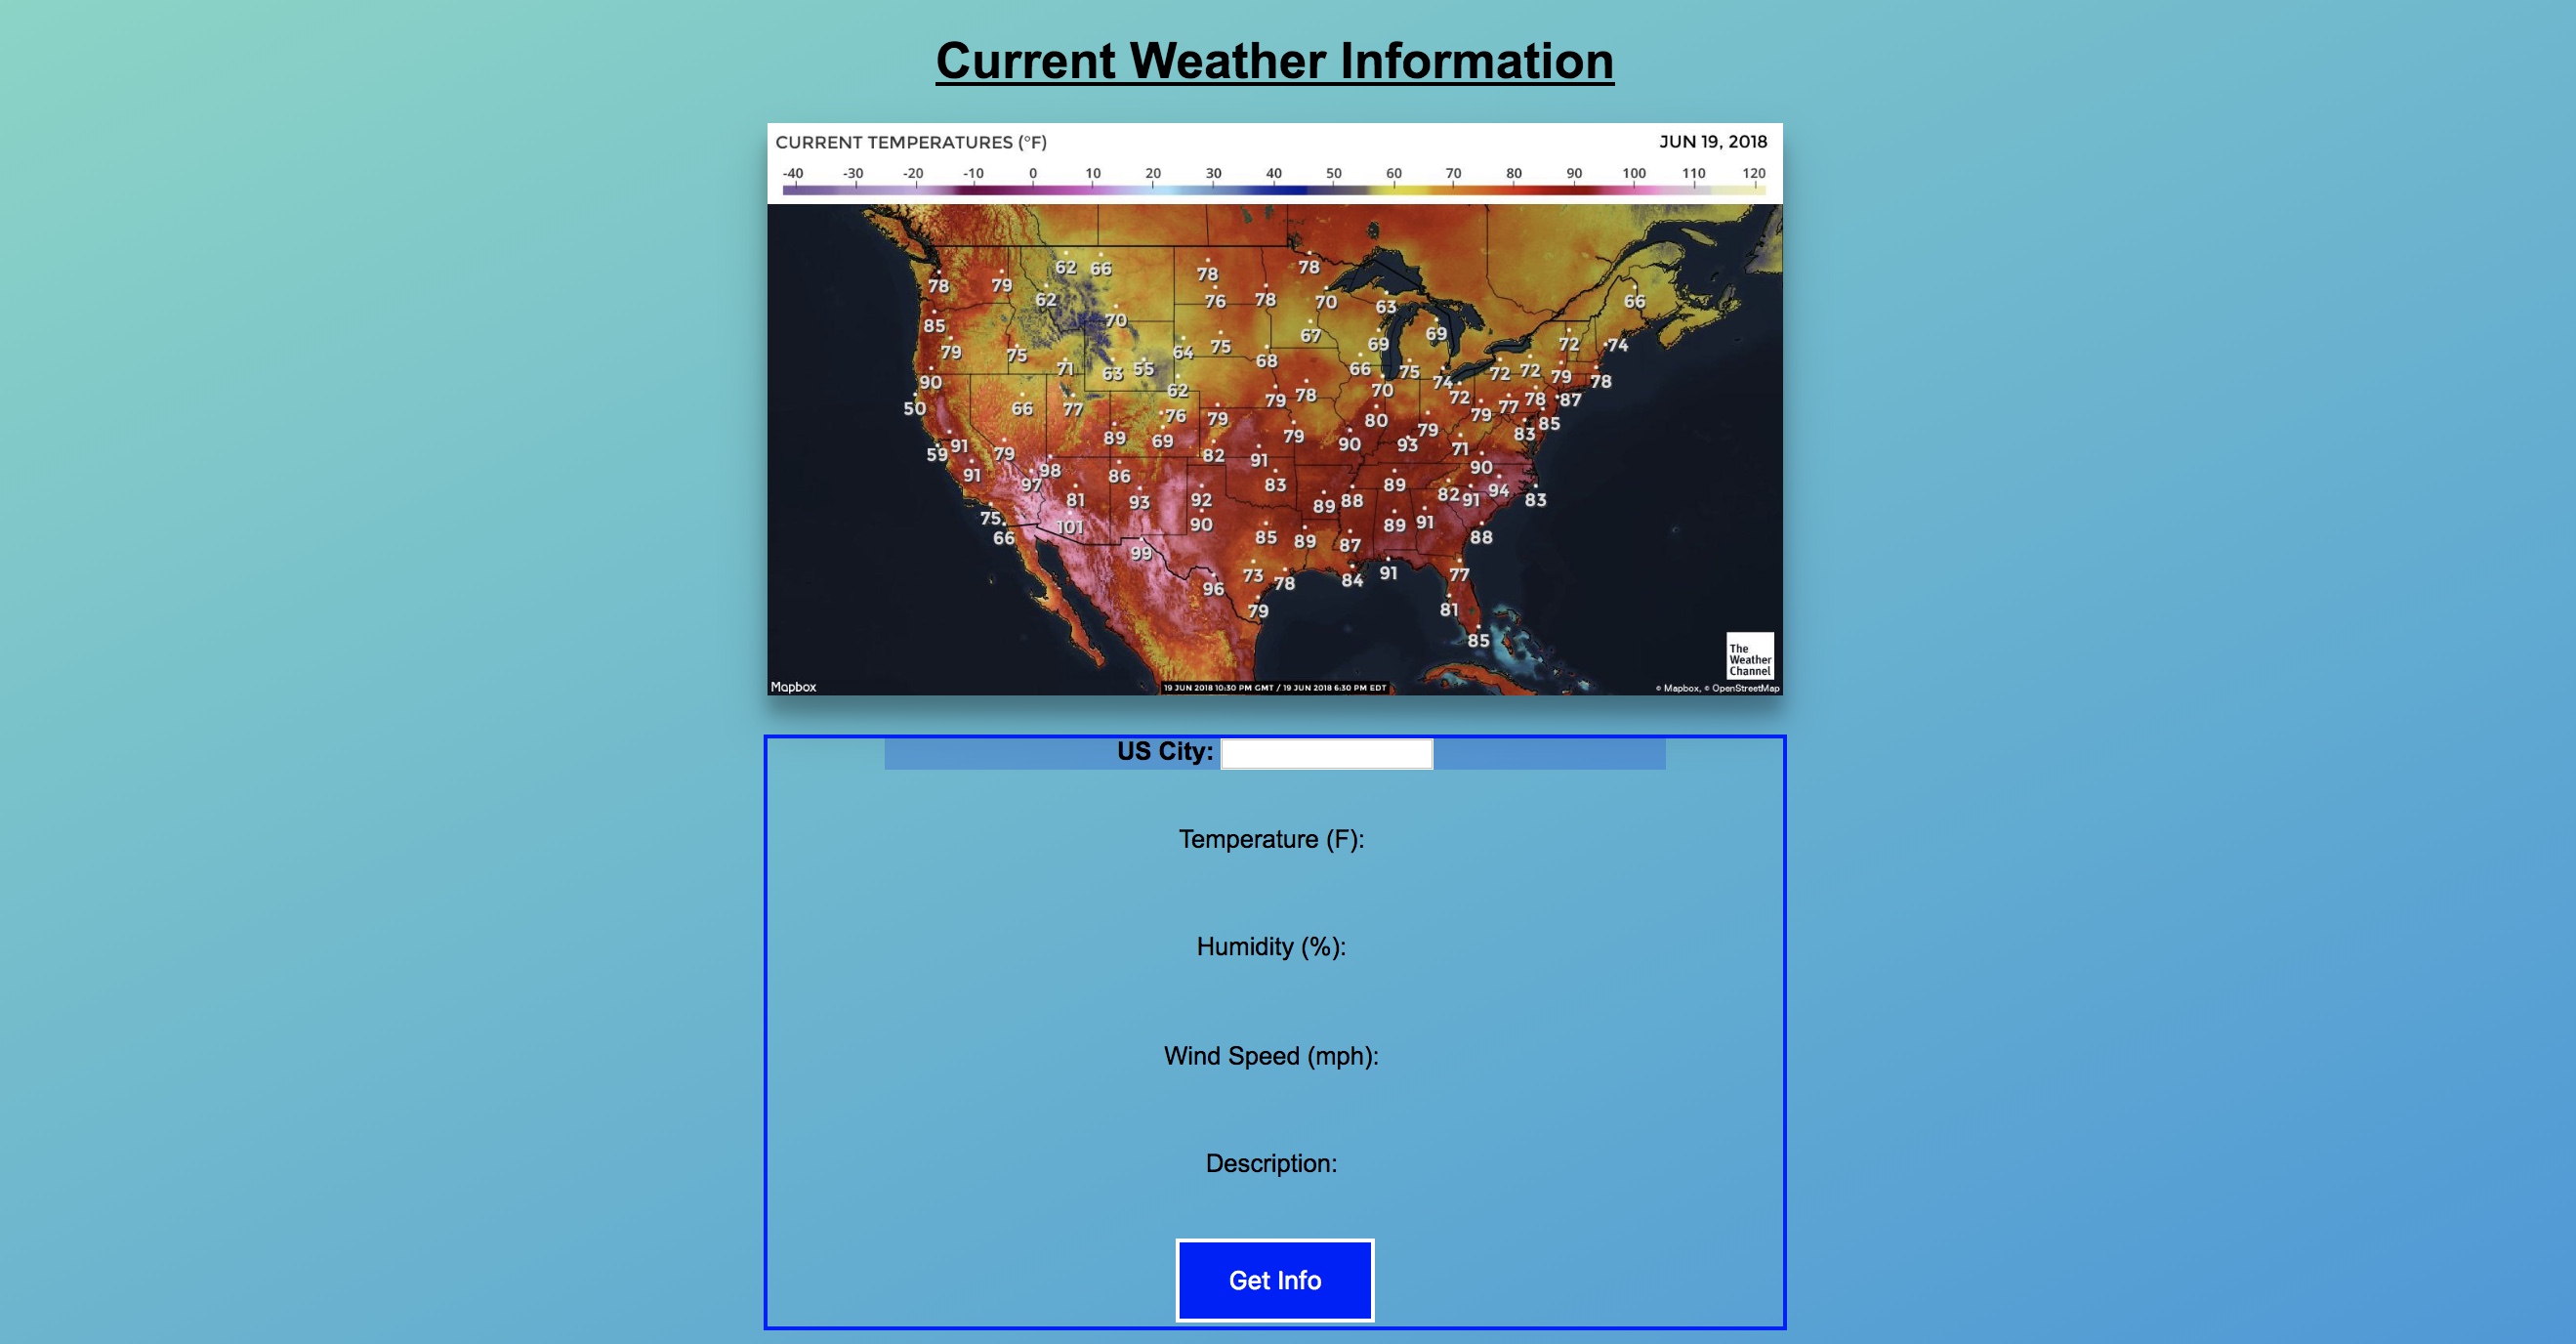 Current Weather Information
CURRENT TEMPERATURES (°F) JUN 19, 2018
-40 -30 -20 -10 0 10 20 30 40 50 60 70 80 90 100 110 120
62 66 78 78
78 79 62 76 78 70 63 66
85 70 67 69
79 75 64 75 68 69 72 74
71 63 55 66 75 72 72 79 78
90 62 70 74
50 66 77 79 78 72 77 78 87
76 79 80 79 85
89 69 79 90 93 79 83
91 59 79 82 91 71
91 98 86 90
97 83 89
81 93 92 89 88 82 91 94 83
75 101 90 89 91
66 99 85 89 87 88
73 78 84 91 77
96 79 81
85
The
Weather
Channel
Mapbox 19 JUN 2018 10:30 PM GMT / 19 JUN 2018 6:30 PM EDT © Mapbox, © OpenStreetMap
US City:
Temperature (F):
Humidity (%):
Wind Speed (mph):
Description:
Get Info